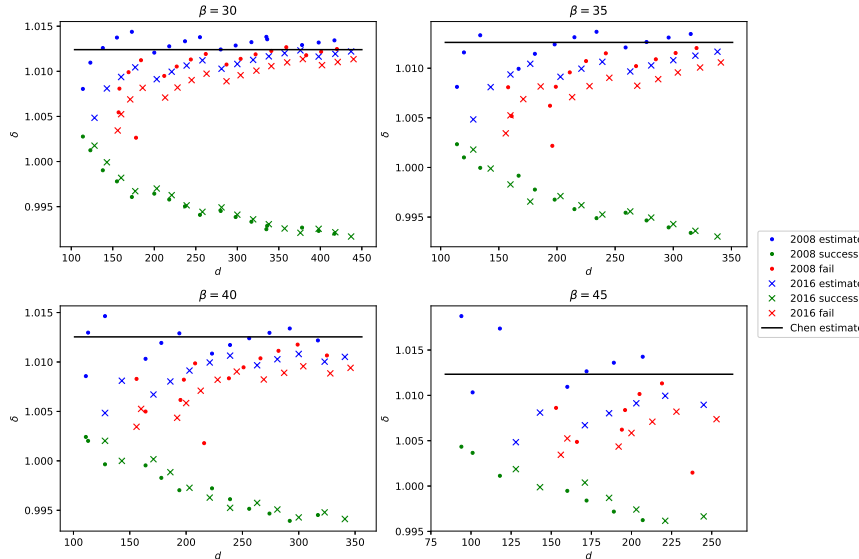 β = 30
1.015
1.010
1.005
1.000
0.995
δ
100 150 200 250 300 350 400 450
d
β = 35
1.010
1.005
1.000
0.995
δ
100 150 200 250 300 350
d
β = 40
1.015
1.010
1.005
1.000
0.995
δ
100 150 200 250 300 350
d
β = 45
1.015
1.010
1.005
1.000
0.995
δ
75 100 125 150 175 200 225 250
d
2008 estimate
2008 success
2008 fail
2016 estimate
2016 success
2016 fail
Chen estimate